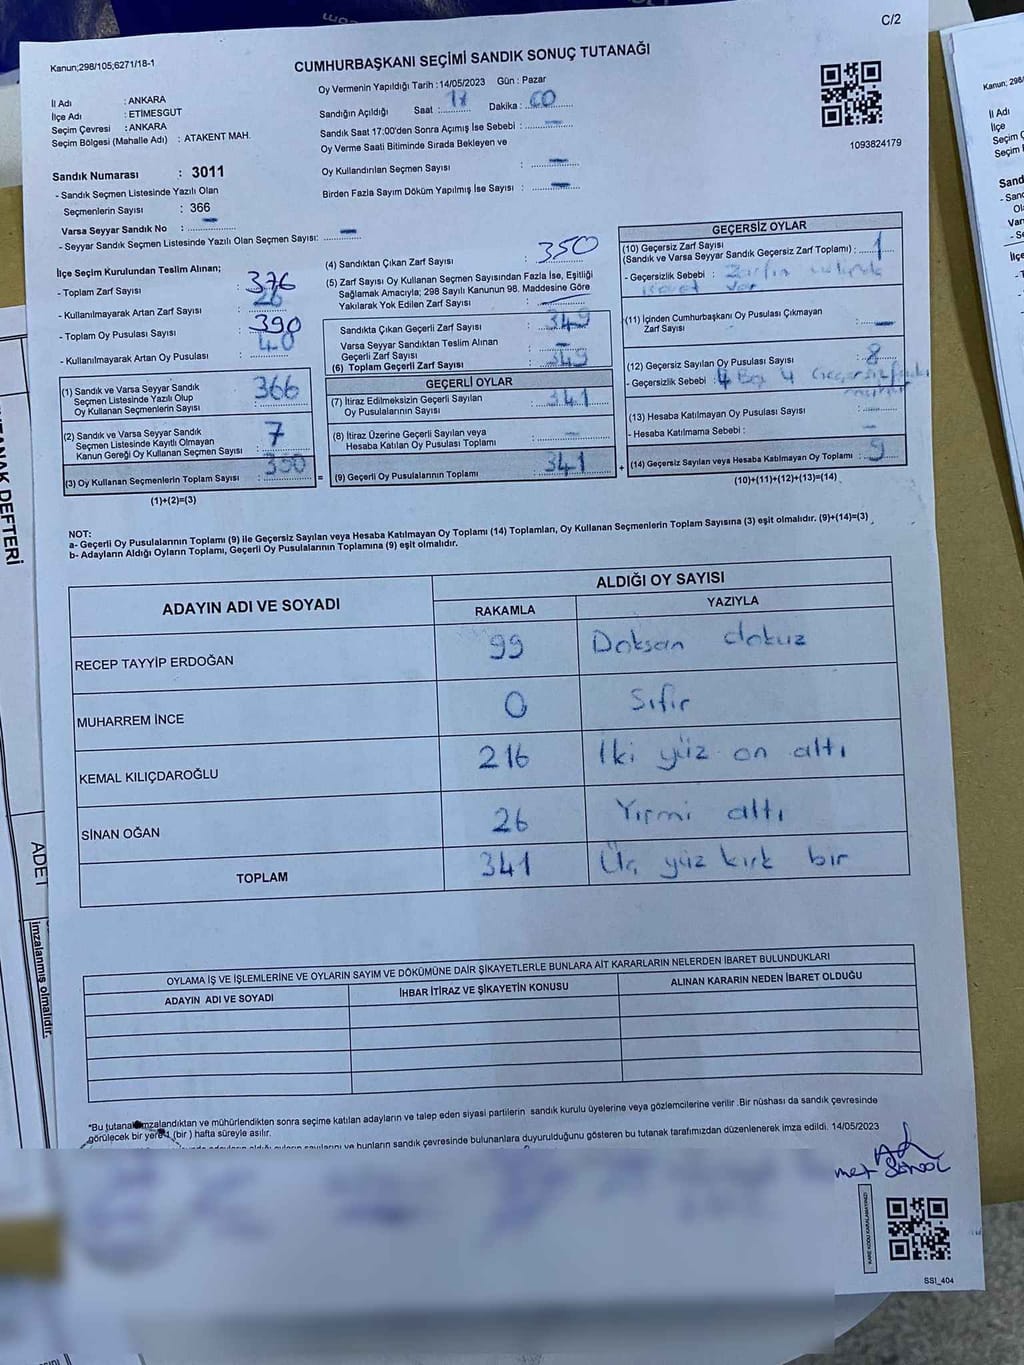 C/2
Kanun;298/105;6271/18-1
CUMHURBAŞKANI SEÇİMİ SANDIK SONUÇ TUTANAĞI
Oy Vermenin Yapıldığı Tarih :14/05/2023 Gün : Pazar
İl Adı : ANKARA
İlçe Adı : ETİMESGUT
Seçim Çevresi : ANKARA
Seçim Bölgesi (Mahalle Adı) : ATAKENT MAH.
Sandığın Açıldığı Saat : Dakika :
Sandık Saat 17:00'den Sonra Açımış İse Sebebi : —
Oy Verme Saati Bitiminde Sırada Bekleyen ve
Oy Kullandırılan Seçmen Sayısı : —
Birden Fazla Sayım Döküm Yapılmış İse Sayısı : —
1093824179
Sandık Numarası : 3011
- Sandık Seçmen Listesinde Yazılı Olan
Seçmenlerin Sayısı : 366
Varsa Seyyar Sandık No : —
- Seyyar Sandık Seçmen Listesinde Yazılı Olan Seçmen Sayısı: —
İlçe Seçim Kurulundan Teslim Alınan;
- Toplam Zarf Sayısı : 376
- Kullanılmayarak Artan Zarf Sayısı : 26
- Toplam Oy Pusulası Sayısı : 390
- Kullanılmayarak Artan Oy Pusulası : 40
(1) Sandık ve Varsa Seyyar Sandık
Seçmen Listesinde Yazılı Olup
Oy Kullanan Seçmenlerin Sayısı : 366
(2) Sandık ve Varsa Seyyar Sandık
Seçmen Listesinde Kayıtlı Olmayan
Kanun Gereği Oy Kullanan Seçmen Sayısı : 7
(3) Oy Kullanan Seçmenlerin Toplam Sayısı : 350
(1)+(2)=(3)
(4) Sandıktan Çıkan Zarf Sayısı : 350
(5) Zarf Sayısı Oy Kullanan Seçmen Sayısından Fazla İse, Eşitliği
Sağlamak Amacıyla; 298 Sayılı Kanunun 98. Maddesine Göre
Yakılarak Yok Edilen Zarf Sayısı : —
Sandıkta Çıkan Geçerli Zarf Sayısı : 349
Varsa Seyyar Sandıktan Teslim Alınan
Geçerli Zarf Sayısı : —
(6) Toplam Geçerli Zarf Sayısı : 349
GEÇERLİ OYLAR
(7) İtiraz Edilmeksizin Geçerli Sayılan
Oy Pusulalarının Sayısı : 341
(8) İtiraz Üzerine Geçerli Sayılan veya
Hesaba Katılan Oy Pusulası Toplamı : —
(9) Geçerli Oy Pusulalarının Toplamı : 341
GEÇERSİZ OYLAR
(10) Geçersiz Zarf Sayısı
(Sandık ve Varsa Seyyar Sandık Geçersiz Zarf Toplamı) : 1
- Geçersizlik Sebebi : Zarfın
işaret var
(11) İçinden Cumhurbaşkanı Oy Pusulası Çıkmayan
Zarf Sayısı : —
(12) Geçersiz Sayılan Oy Pusulası Sayısı : 8
- Geçersizlik Sebebi : 4 Boş 4 Geçersiz
(13) Hesaba Katılmayan Oy Pusulası Sayısı :
- Hesaba Katılmama Sebebi : —
(14) Geçersiz Sayılan veya Hesaba Katılmayan Oy Toplamı : 9
(10)+(11)+(12)+(13)=(14)
NOT:
a- Geçerli Oy Pusulalarının Toplamı (9) ile Geçersiz Sayılan veya Hesaba Katılmayan Oy Toplamı (14) Toplamları, Oy Kullanan Seçmenlerin Toplam Sayısına (3) eşit olmalıdır. (9)+(14)=(3)
b- Adayların Aldığı Oyların Toplamı, Geçerli Oy Pusulalarının Toplamına (9) eşit olmalıdır.
ADAYIN ADI VE SOYADI ALDIĞI OY SAYISI
RAKAMLA YAZIYLA
RECEP TAYYİP ERDOĞAN 99 Doksan dokuz
MUHARREM İNCE 0 Sıfır
KEMAL KILIÇDAROĞLU 216 İki yüz on altı
SİNAN OĞAN 26 Yirmi altı
TOPLAM 341 Üç yüz kırk bir
OYLAMA İŞ VE İŞLEMLERİNE VE OYLARIN SAYIM VE DÖKÜMÜNE DAİR ŞİKAYETLERLE BUNLARA AİT KARARLARIN NELERDEN İBARET BULUNDUKLARI
ADAYIN ADI VE SOYADI İHBAR İTİRAZ VE ŞİKAYETİN KONUSU ALINAN KARARIN NEDEN İBARET OLDUĞU
*Bu tutanak imzalandıktan ve mühürlendikten sonra seçime katılan adayların ve talep eden siyasi partilerin sandık kurulu üyelerine veya gözlemcilerine verilir .Bir nüshası da sandık çevresinde
görülecek bir yere 1 (bir ) hafta süreyle asılır.
sayılarını ve bunların sandık çevresinde bulunanlara duyurulduğunu gösteren bu tutanak tarafımızdan düzenlenerek imza edildi. 14/05/2023
KARE KODU KARALAMAYINIZ!
SSI_404
TANAK DEFTERİ
ADET
imzalanmış olmalıdır.
Kanun; 298
İl Adı
İlçe
Seçim
Seçim